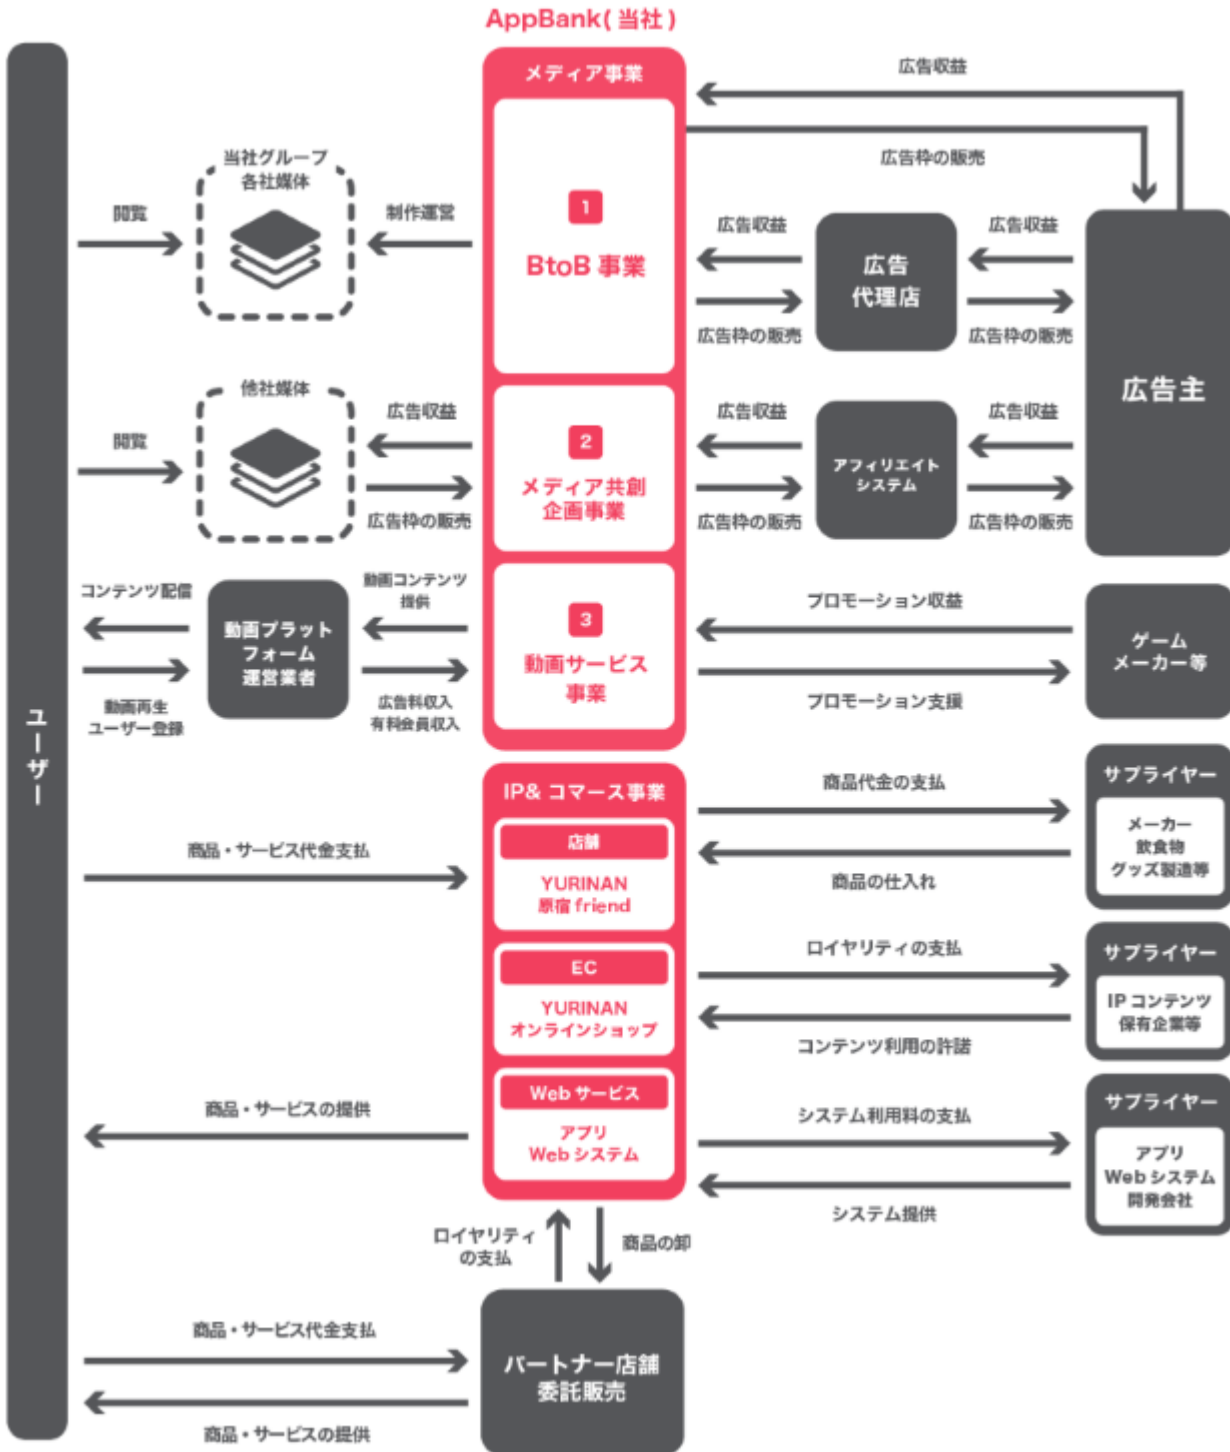 AppBank(当社)
メディア事業
広告収益
広告枠の販売
当社グループ
各社媒体
閲覧
制作運営
1
BtoB 事業
広告収益
広告枠の販売
広告
代理店
広告収益
広告枠の販売
広告主
他社媒体
閲覧
広告収益
広告枠の販売
2
メディア共創
企画事業
広告収益
広告枠の販売
アフィリエイト
システム
広告収益
広告枠の販売
コンテンツ配信
動画再生
ユーザー登録
動画プラット
フォーム
運営業者
動画コンテンツ
提供
広告料収入
有料会員収入
3
動画サービス
事業
プロモーション収益
プロモーション支援
ゲーム
メーカー等
ユーザー
IP& コマース事業
店舗
YURINAN
原宿 friend
EC
YURINAN
オンラインショップ
Web サービス
アプリ
Web システム
商品・サービス代金支払
商品・サービスの提供
商品代金の支払
商品の仕入れ
サプライヤー
メーカー
飲食物
グッズ製造等
ロイヤリティの支払
コンテンツ利用の許諾
サプライヤー
IP コンテンツ
保有企業等
システム利用料の支払
システム提供
サプライヤー
アプリ
Web システム
開発会社
ロイヤリティ
の支払
商品の卸
商品・サービス代金支払
商品・サービスの提供
パートナー店舗
委託販売